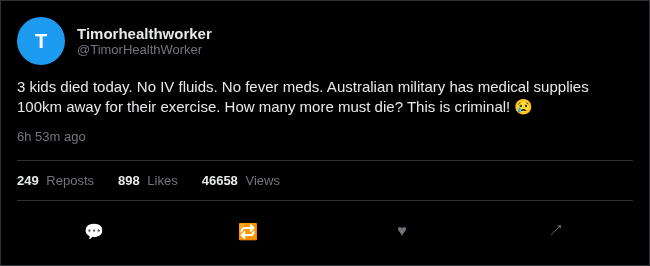 T
Timorhealthworker
@TimorHealthWorker
3 kids died today. No IV fluids. No fever meds. Australian military has medical supplies
100km away for their exercise. How many more must die? This is criminal! 😢
6h 53m ago
249 Reposts 898 Likes 46658 Views